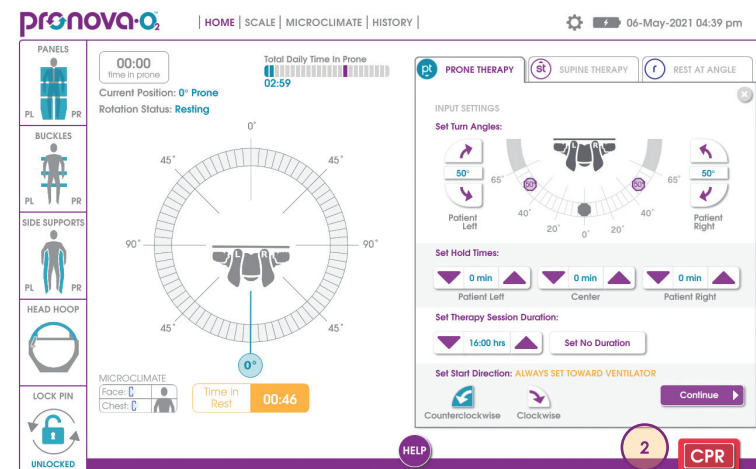 pronova·O2
HOME | SCALE | MICROCLIMATE | HISTORY |
06-May-2021 04:39 pm
PANELS
PL PR
BUCKLES
PL PR
SIDE SUPPORTS
PL PR
HEAD HOOP
LOCK PIN
UNLOCKED
00:00
time in prone
Total Daily Time In Prone
02:59
Current Position: 0° Prone
Rotation Status: Resting
0°
45° 45°
90° 90°
L R
45° 45°
0°
MICROCLIMATE
Face: C
Chest: C
Time in
Rest
00:46
pt PRONE THERAPY
st SUPINE THERAPY
r REST AT ANGLE
INPUT SETTINGS
Set Turn Angles:
L R
50° 65° 50° 50° 65° 50°
40° 40°
20° 0° 20°
Patient
Left
Patient
Right
Set Hold Times:
0 min 0 min 0 min
Patient Left Center Patient Right
Set Therapy Session Duration:
16:00 hrs Set No Duration
Set Start Direction: ALWAYS SET TOWARD VENTILATOR
Counterclockwise Clockwise
Continue
HELP
2
CPR